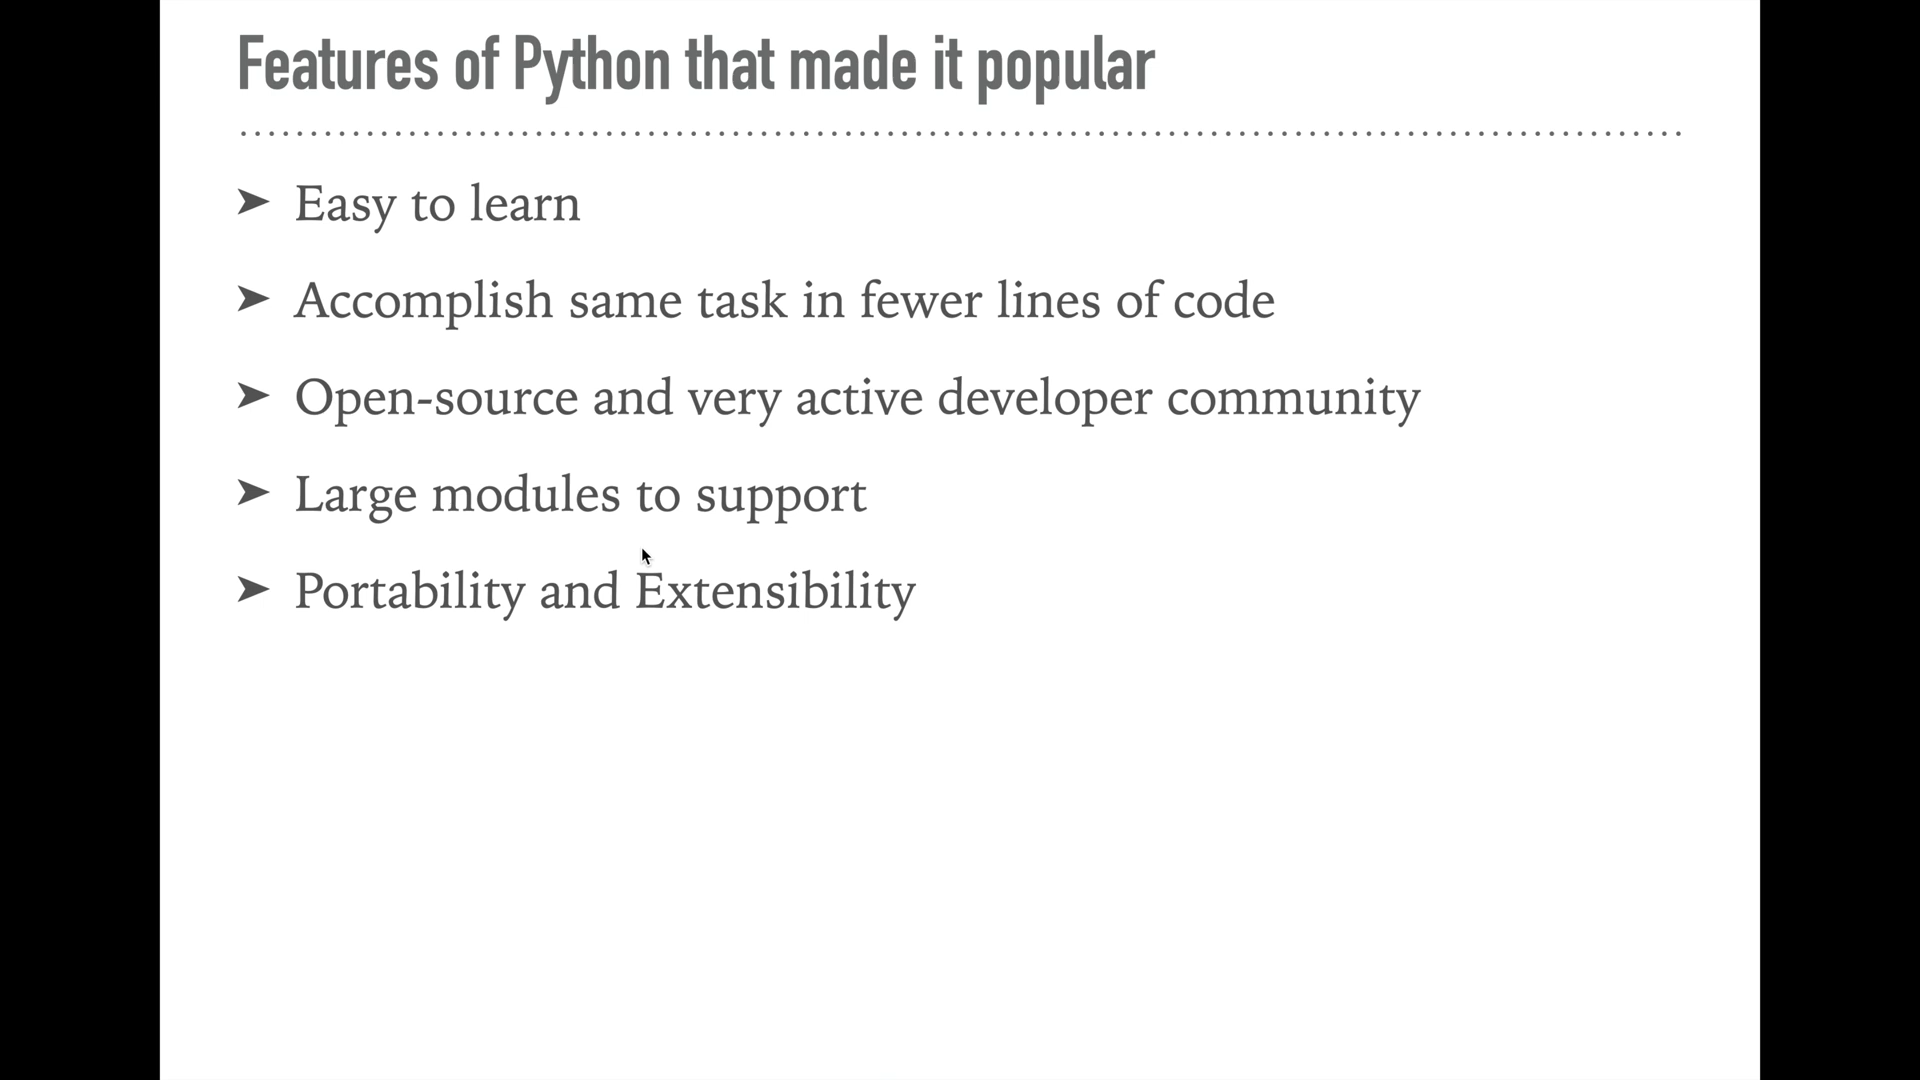 Features of Python that made it popular
➤ Easy to learn
➤ Accomplish same task in fewer lines of code
➤ Open-source and very active developer community
➤ Large modules to support
➤ Portability and Extensibility